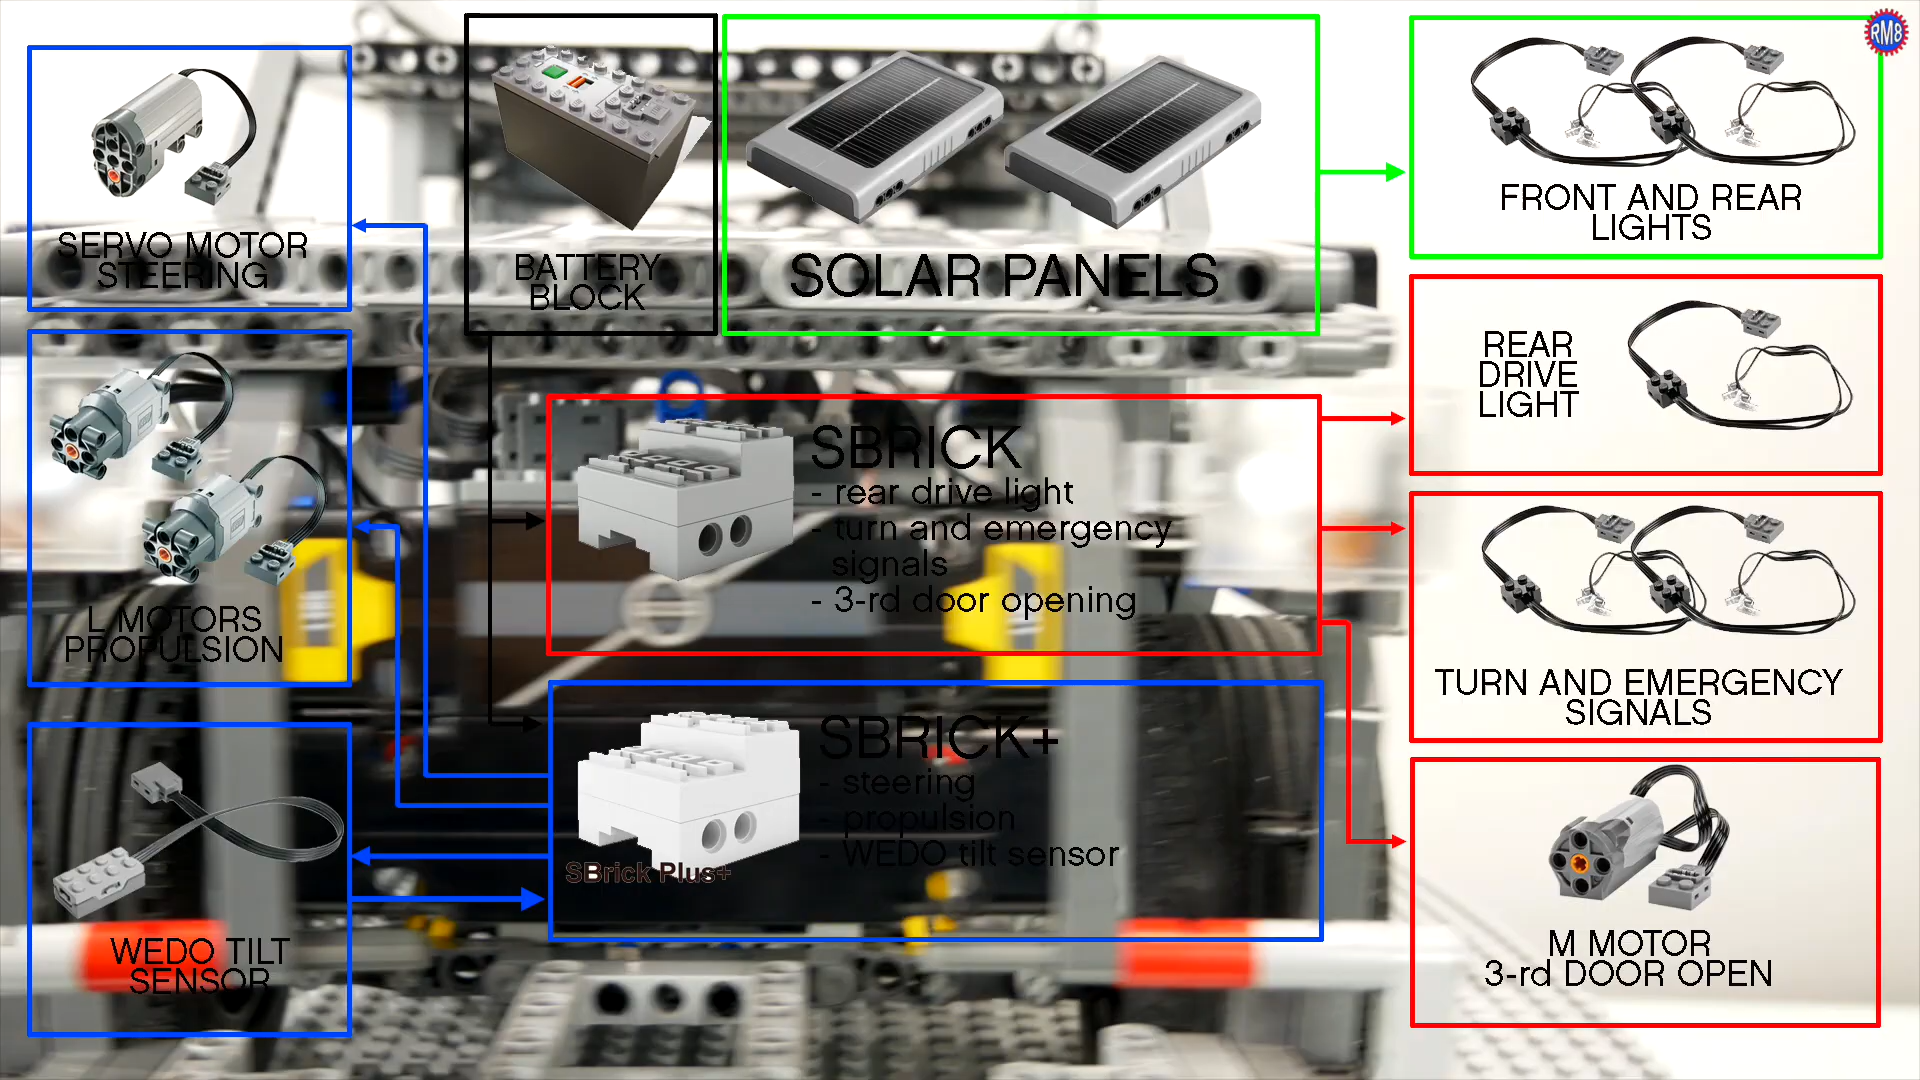 SERVO MOTOR
STEERING
BATTERY
BLOCK
SOLAR PANELS
FRONT AND REAR
LIGHTS
RM8
L MOTORS
PROPULSION
SBRICK
- rear drive light
- turn and emergency
signals
- 3-rd door opening
REAR
DRIVE
LIGHT
TURN AND EMERGENCY
SIGNALS
WEDO TILT
SENSOR
SBRICK+
- steering
- propulsion
- WEDO tilt sensor
SBrick Plus+
M MOTOR
3-rd DOOR OPEN